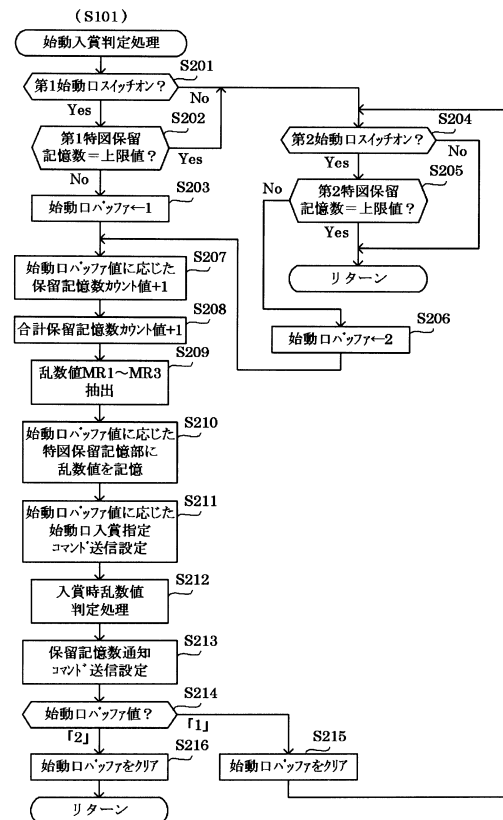 (S101)
始動入賞判定処理
S201
第1始動口スイッチオン?
No
Yes
S202
第1特図保留
記憶数=上限値?
Yes
No
S203
始動口バッファ←1
S204
第2始動口スイッチオン?
Yes
No
S205
No
第2特図保留
記憶数=上限値?
Yes
リターン
S206
始動口バッファ←2
S207
始動口バッファ値に応じた
保留記憶数カウント値+1
S208
合計保留記憶数カウント値+1
S209
乱数値MR1~MR3
抽出
S210
始動口バッファ値に応じた
特図保留記憶部に
乱数値を記憶
S211
始動口バッファ値に応じた
始動口入賞指定
コマンド送信設定
S212
入賞時乱数値
判定処理
S213
保留記憶数通知
コマンド送信設定
S214
始動口バッファ値?
「2」
「1」
S216
始動口バッファをクリア
S215
始動口バッファをクリア
リターン